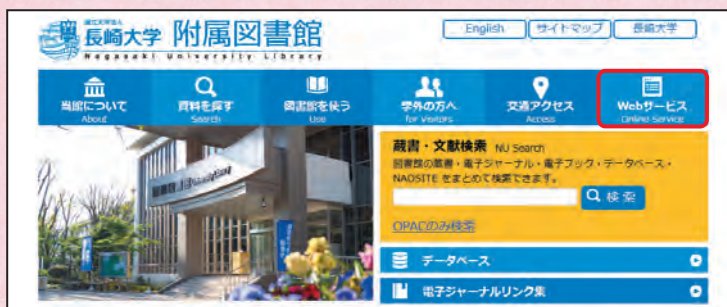 国立大学法人
長崎大学 附属図書館
Nagasaki University Library
English
サイトマップ
長崎大学
当館について
About
資料を探す
Search
図書館を使う
Use
学外の方へ
for Visitors
交通アクセス
Access
Webサービス
Online Service
蔵書・文献検索 NU Search
図書館の蔵書・電子ジャーナル・電子ブック・データベース・
NAOSITE をまとめて検索できます。
検索
OPACのみ検索
データベース
電子ジャーナルリンク集